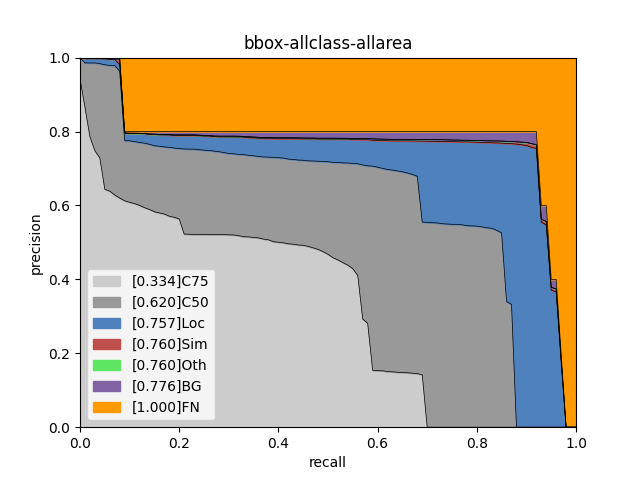 bbox-allclass-allarea
1.0
0.8
0.6
0.4
0.2
0.0
precision
[0.334]C75
[0.620]C50
[0.757]Loc
[0.760]Sim
[0.760]Oth
[0.776]BG
[1.000]FN
0.0 0.2 0.4 0.6 0.8 1.0
recall